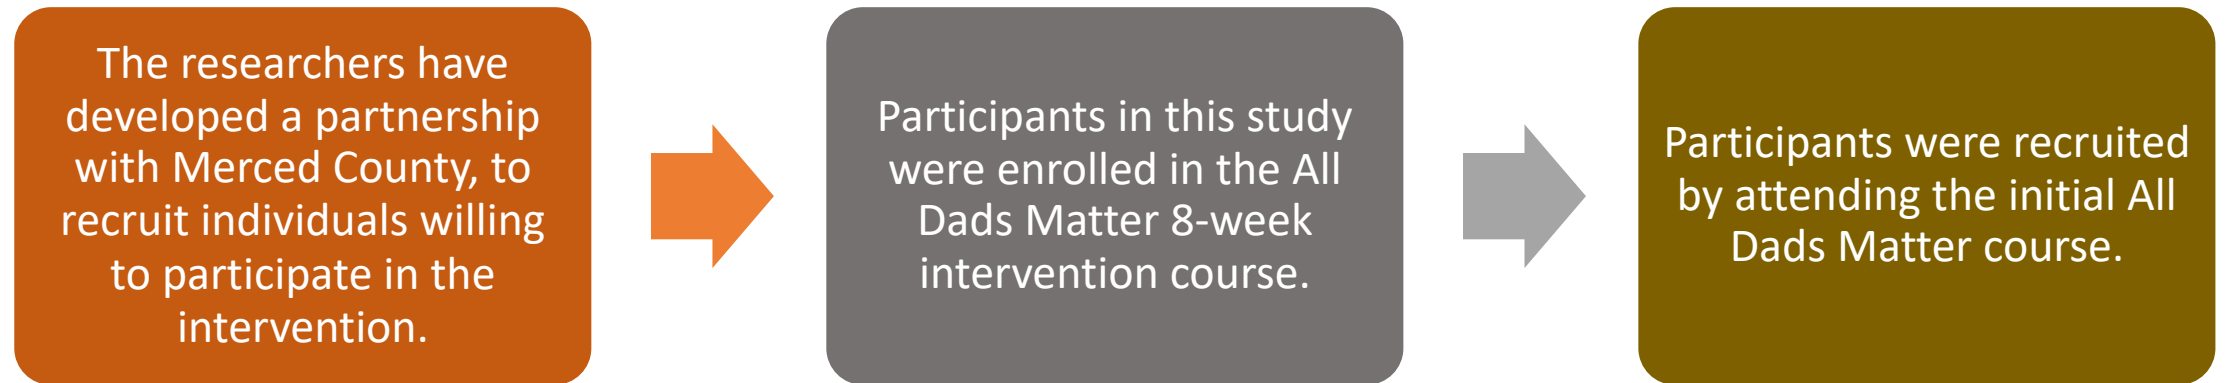 The researchers have
developed a partnership
with Merced County, to
recruit individuals willing
to participate in the
intervention.
Participants in this study
were enrolled in the All
Dads Matter 8-week
intervention course.
Participants were recruited
by attending the initial All
Dads Matter course.